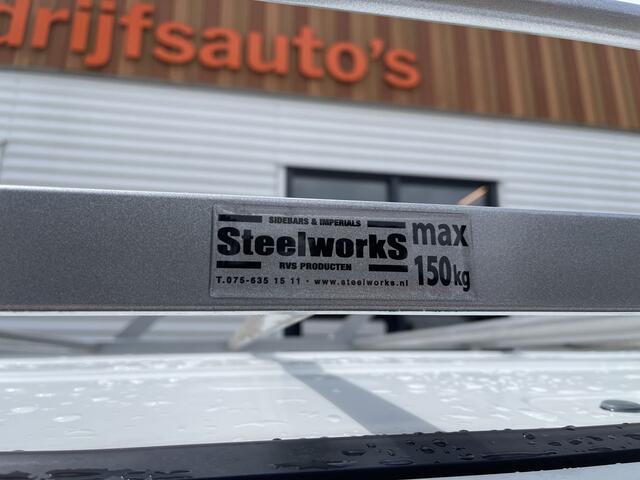 drijfsauto's
SIDEBARS & IMPERIALS
SteelworkS
RVS PRODUCTEN
T.075-635 15 11 · www.steelworks.nl
max
150kg